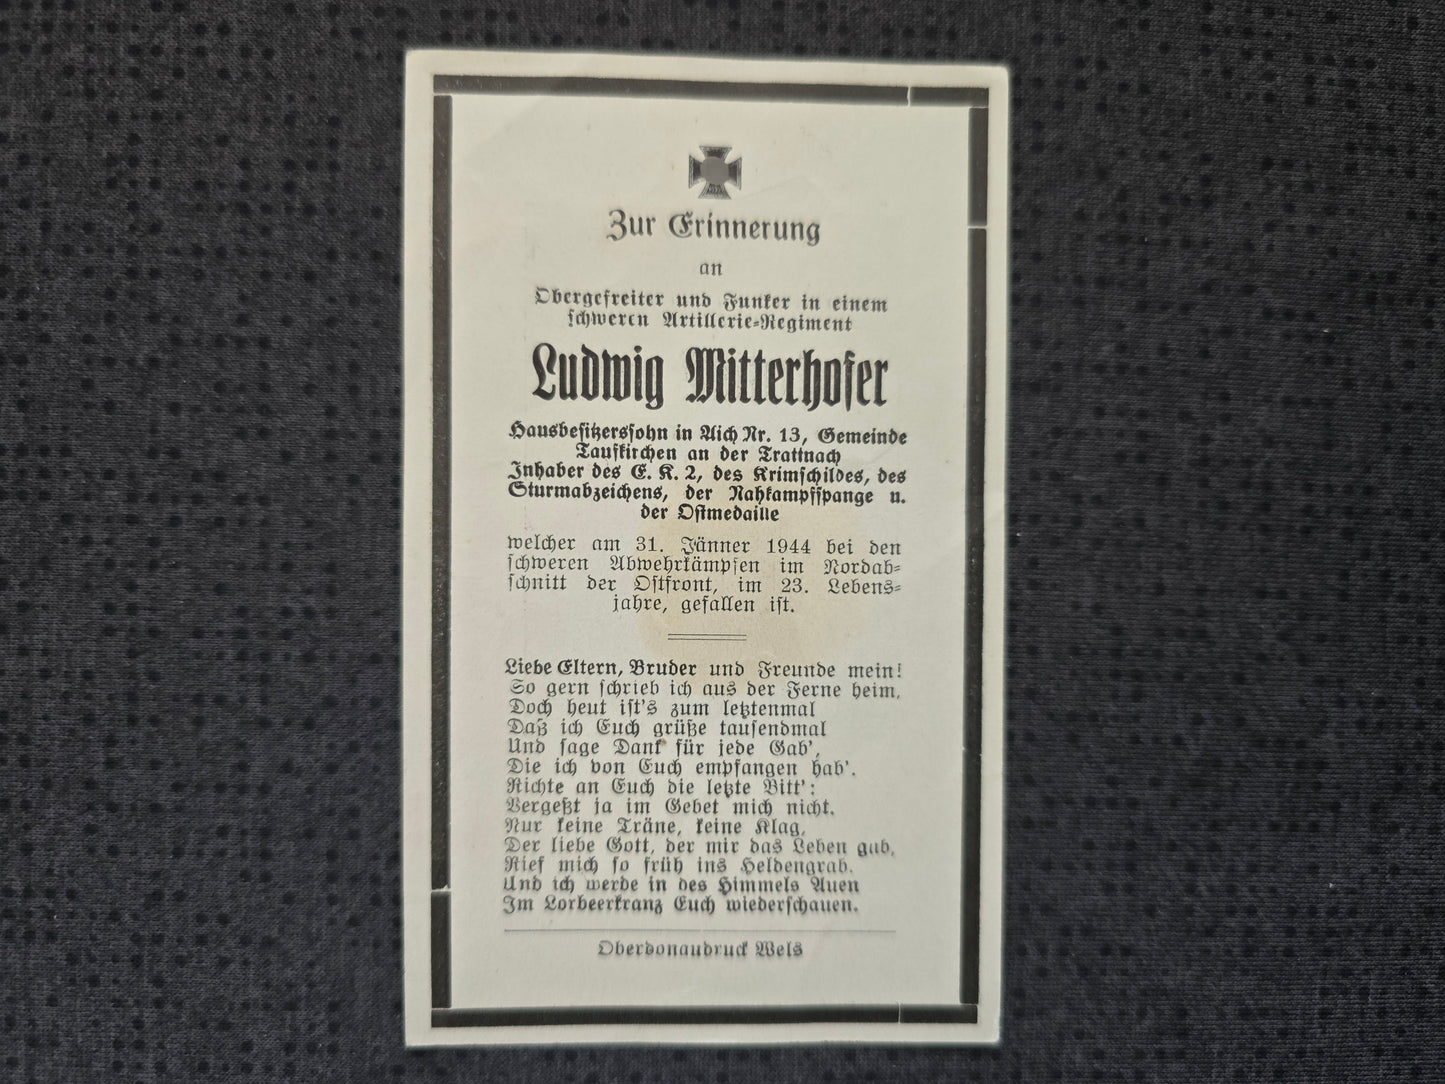 Zur Erinnerung
an
Obergefreiter und Funker in einem
schweren Artillerie-Regiment
Ludwig Mitterhofer
Hausbesitzerssohn in Aich Nr. 13, Gemeinde
Taufkirchen an der Trattnach
Inhaber des E. K. 2, des Krimschildes, des
Sturmabzeichens, der Nahkampfspange u.
der Ostmedaille
welcher am 31. Jänner 1944 bei den
schweren Abwehrkämpfen im Nordab-
schnitt der Ostfront, im 23. Lebens-
jahre, gefallen ist.
Liebe Eltern, Bruder und Freunde mein!
So gern schrieb ich aus der Ferne heim,
Doch heut ist's zum letztenmal
Daß ich Euch grüße tausendmal
Und sage Dank für jede Gab',
Die ich von Euch empfangen hab'.
Richte an Euch die letzte Bitt':
Vergeßt ja im Gebet mich nicht.
Nur keine Träne, keine Klag,
Der liebe Gott, der mir das Leben gab,
Rief mich so früh ins Heldengrab.
Und ich werde in des Himmels Auen
Im Lorbeerkranz Euch wiederschauen.
Oberdonaudruck Wels